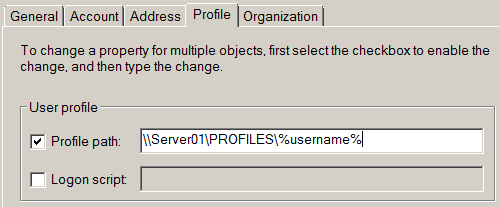 General Account Address Profile Organization
To change a property for multiple objects, first select the checkbox to enable the
change, and then type the change.
User profile
Profile path: \\Server01\PROFILES\%username%
Logon script: